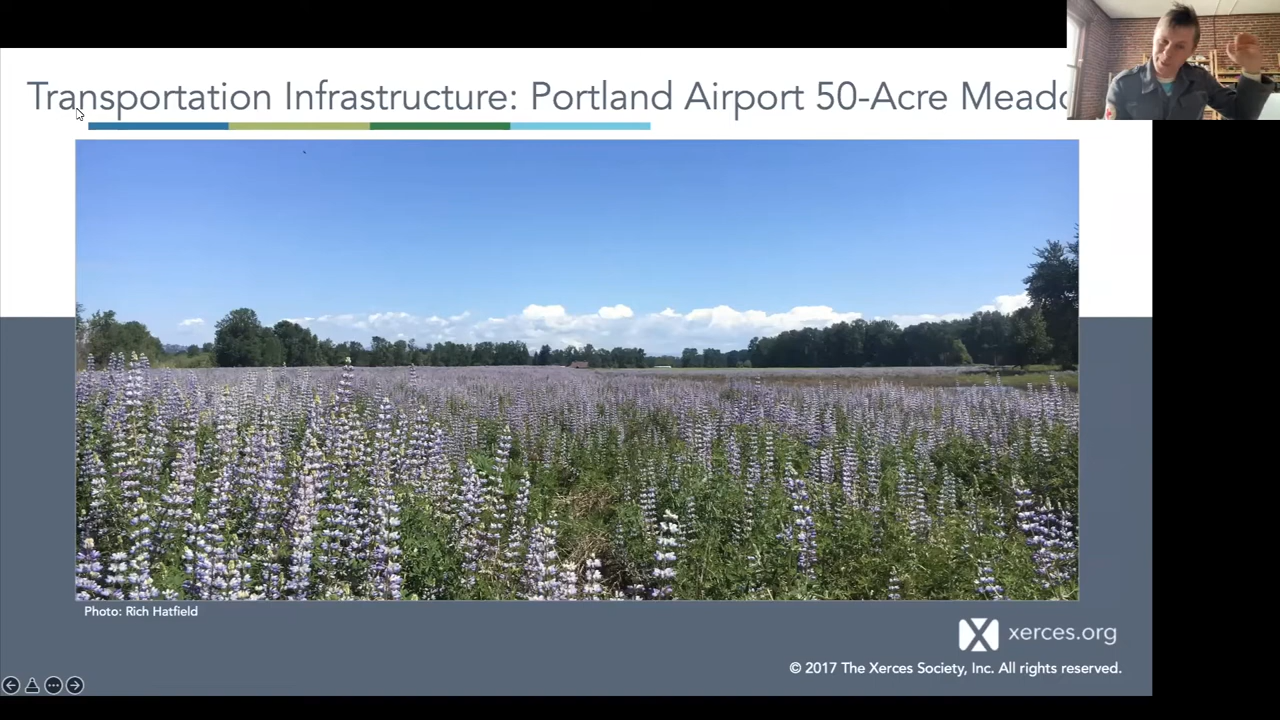 Transportation Infrastructure: Portland Airport 50-Acre Meado
Photo: Rich Hatfield
xerces.org
© 2017 The Xerces Society, Inc. All rights reserved.